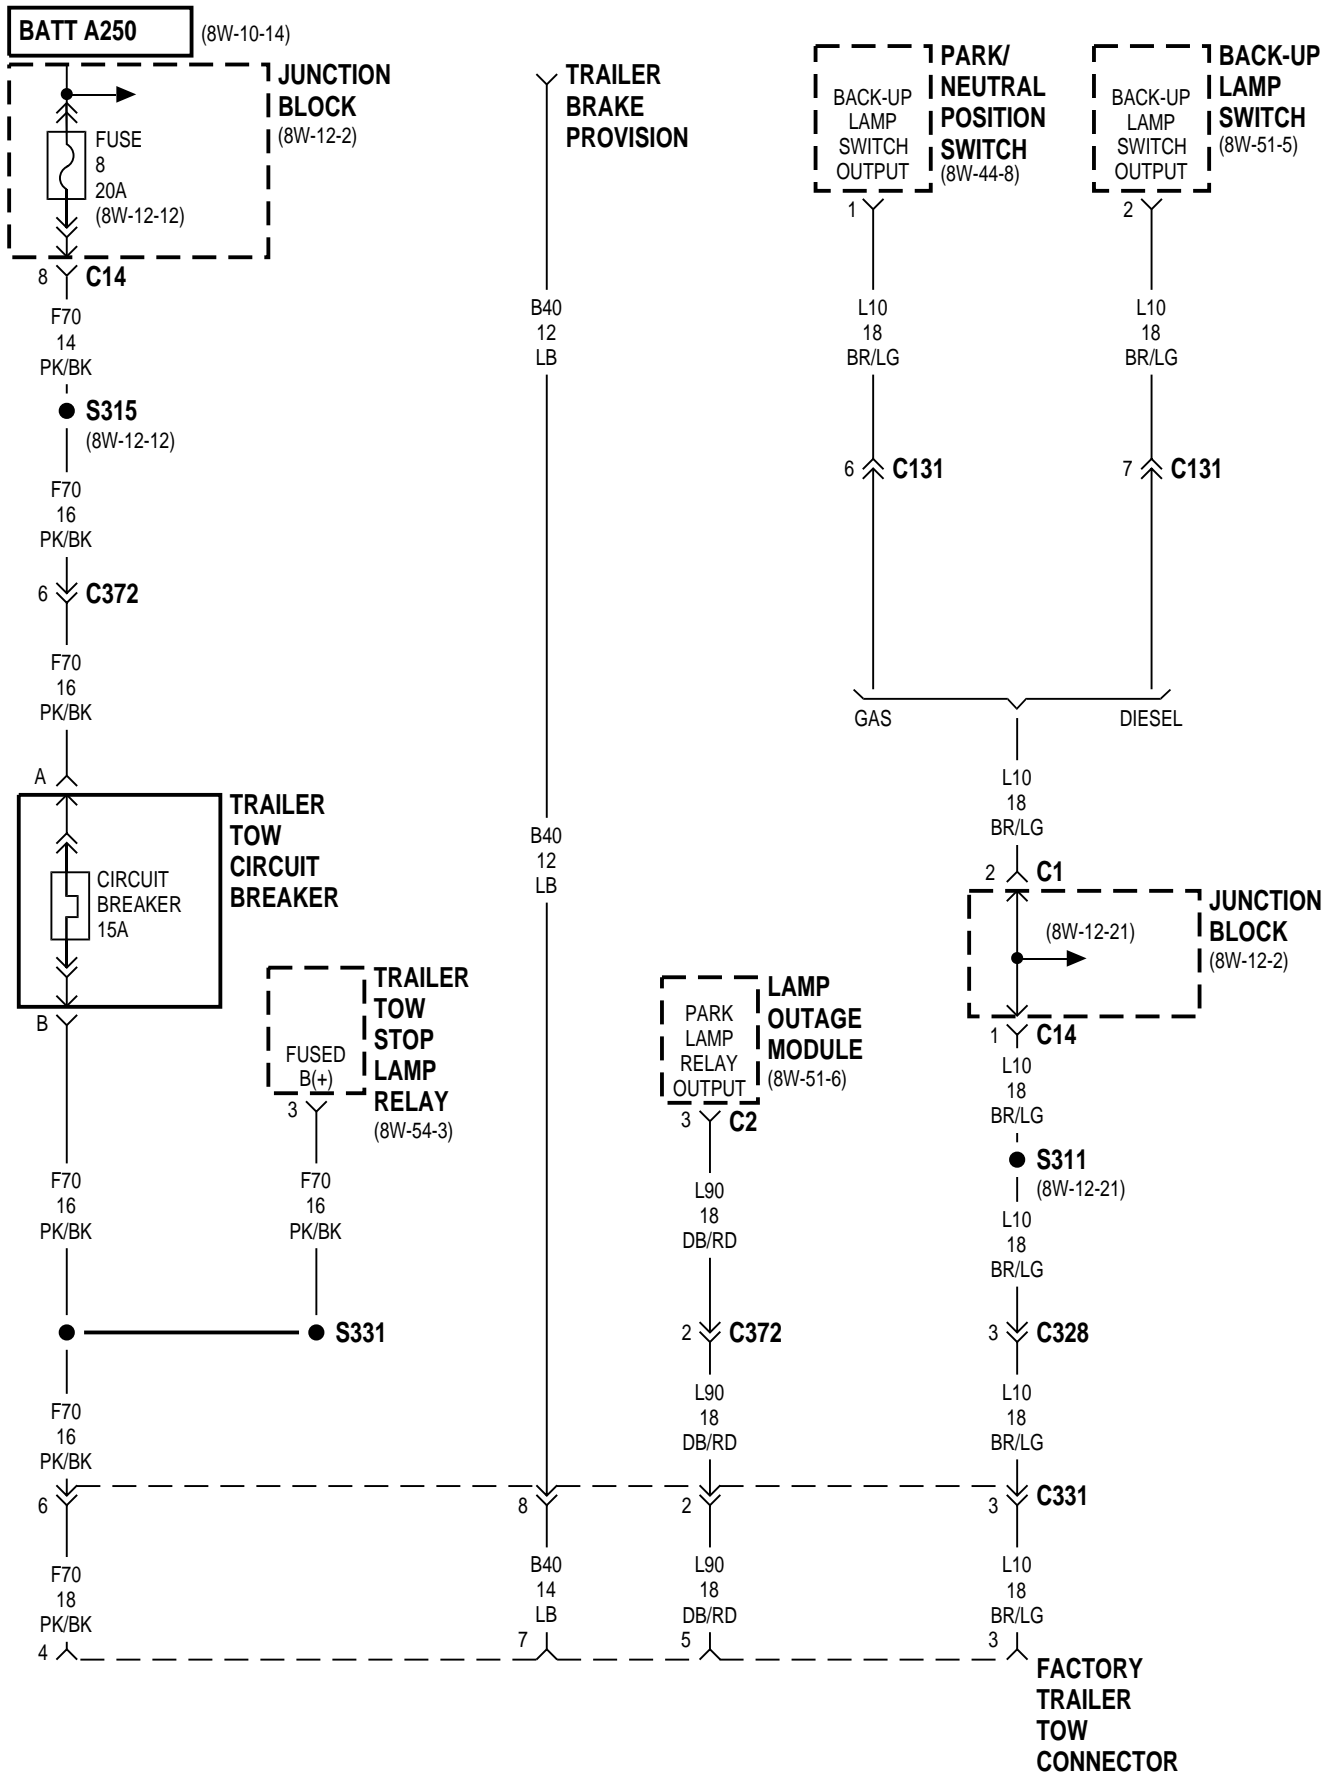 BATT A250
(8W-10-14)
JUNCTION
BLOCK
(8W-12-2)
FUSE
8
20A
(8W-12-12)
8
C14
F70
14
PK/BK
S315
(8W-12-12)
F70
16
PK/BK
6
C372
F70
16
PK/BK
A
TRAILER
TOW
CIRCUIT
BREAKER
CIRCUIT
BREAKER
15A
B
TRAILER
TOW
STOP
LAMP
RELAY
(8W-54-3)
FUSED
B(+)
3
F70
16
PK/BK
F70
16
PK/BK
S331
F70
16
PK/BK
6
F70
18
PK/BK
4
TRAILER
BRAKE
PROVISION
B40
12
LB
B40
12
LB
8
B40
14
LB
7
LAMP
OUTAGE
MODULE
(8W-51-6)
PARK
LAMP
RELAY
OUTPUT
3
C2
L90
18
DB/RD
2
C372
L90
18
DB/RD
2
L90
18
DB/RD
5
PARK/
NEUTRAL
POSITION
SWITCH
(8W-44-8)
BACK-UP
LAMP
SWITCH
OUTPUT
1
L10
18
BR/LG
6
C131
GAS
BACK-UP
LAMP
SWITCH
(8W-51-5)
BACK-UP
LAMP
SWITCH
OUTPUT
2
L10
18
BR/LG
7
C131
DIESEL
L10
18
BR/LG
2
C1
JUNCTION
BLOCK
(8W-12-2)
(8W-12-21)
1
C14
L10
18
BR/LG
S311
(8W-12-21)
L10
18
BR/LG
3
C328
L10
18
BR/LG
3
C331
L10
18
BR/LG
3
FACTORY
TRAILER
TOW
CONNECTOR